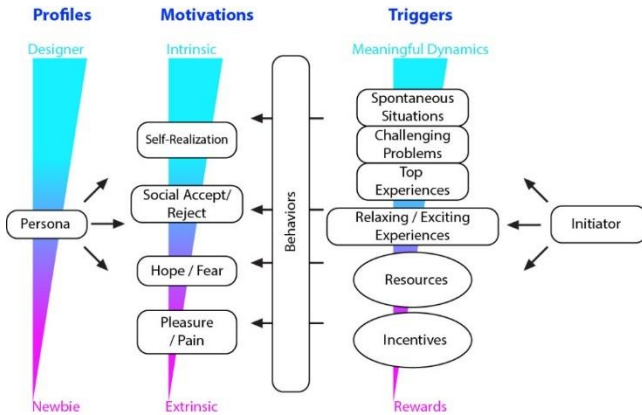 Profiles
Motivations
Triggers
Designer
Intrinsic
Meaningful Dynamics
Spontaneous
Situations
Self-Realization
Challenging
Problems
Top
Experiences
Social Accept/
Reject
Persona
Behaviors
Relaxing / Exciting
Experiences
Initiator
Hope / Fear
Resources
Pleasure
/ Pain
Incentives
Newbie
Extrinsic
Rewards